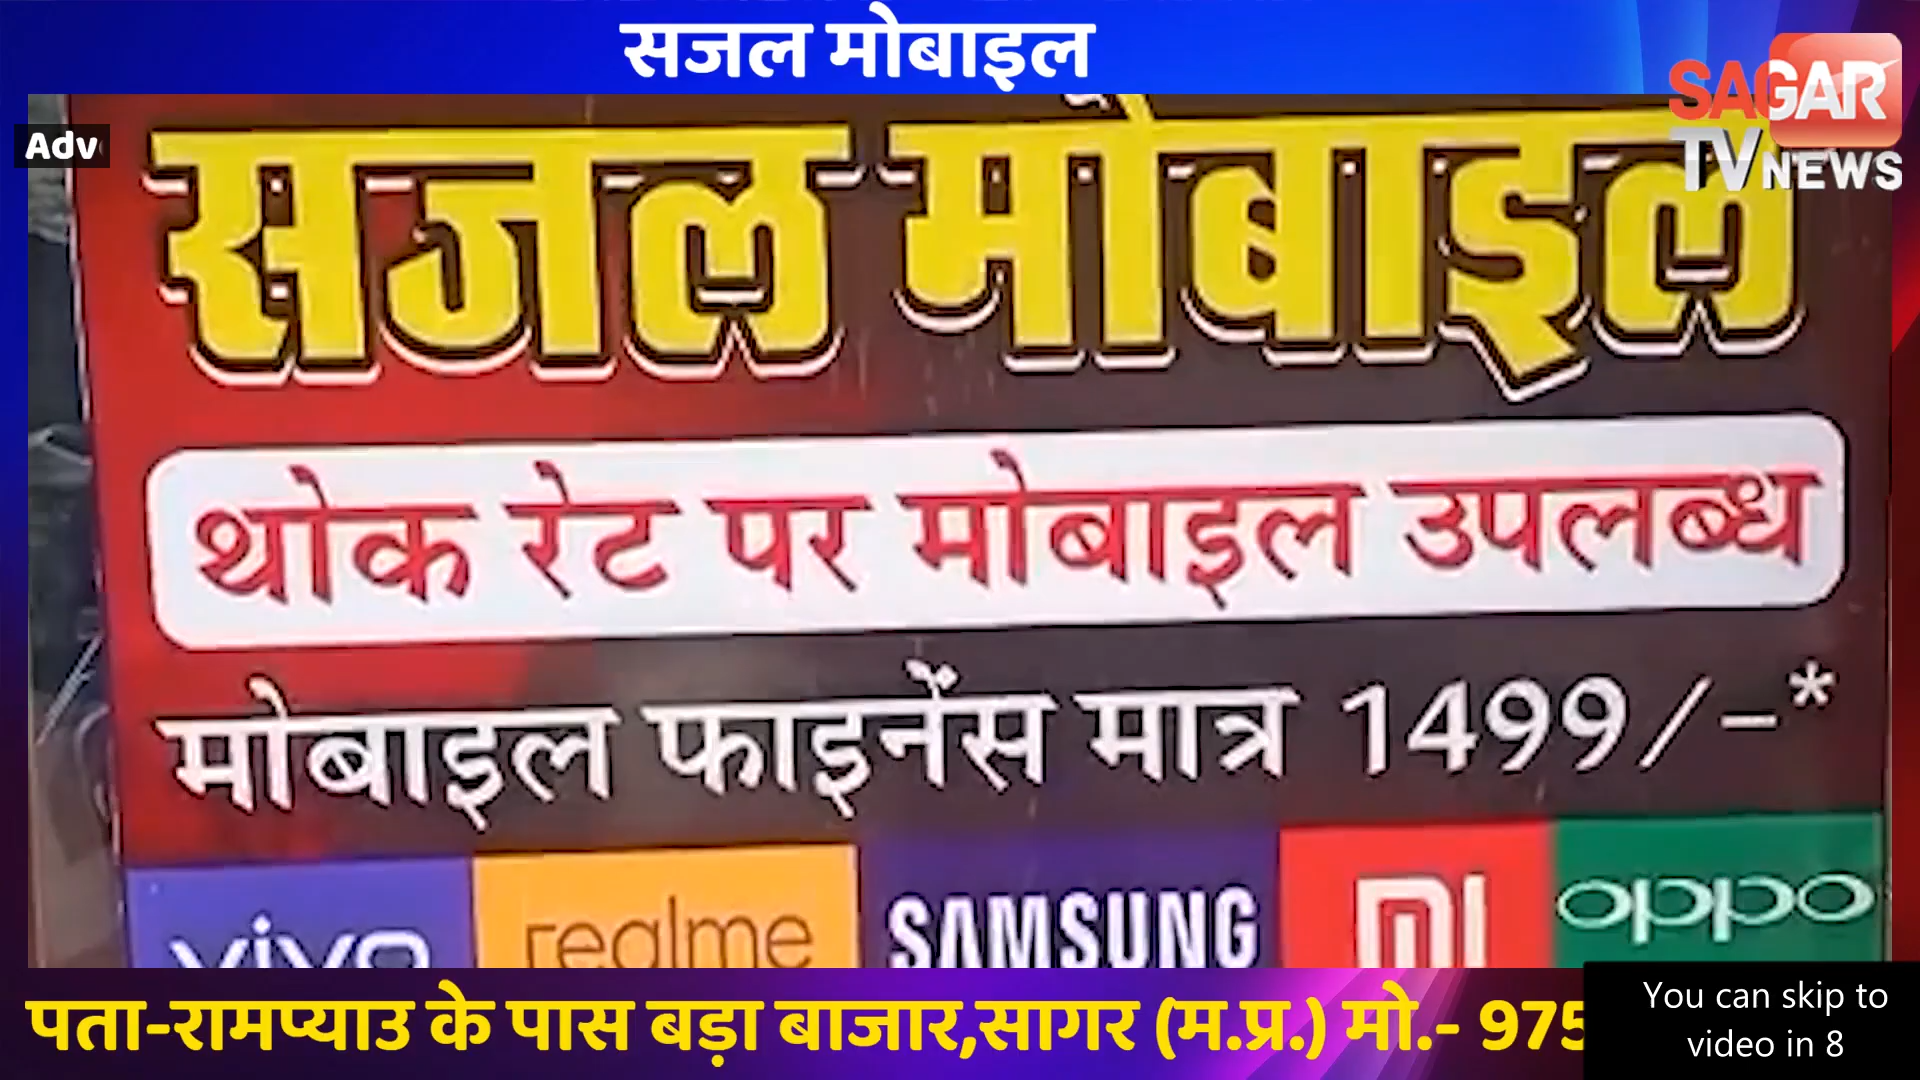 सजल मोबाइल
SAGAR
TV NEWS
Adv
सजल मोबाइल
थोक रेट पर मोबाइल उपलब्ध
मोबाइल फाइनेंस मात्र 1499/-*
vivo realme SAMSUNG MI oppo
पता-रामप्याउ के पास बड़ा बाजार,सागर (म.प्र.) मो.- 975
You can skip to
video in 8